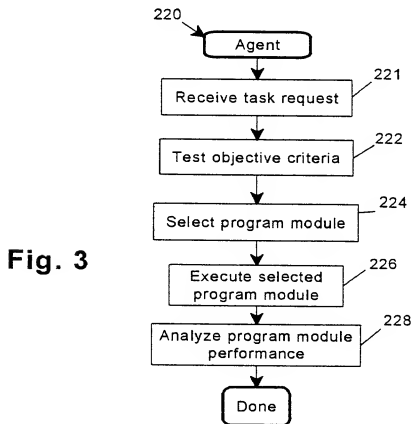 220
Agent
221
Receive task request
222
Test objective criteria
224
Select program module
Fig. 3
226
Execute selected
program module
228
Analyze program module
performance
Done